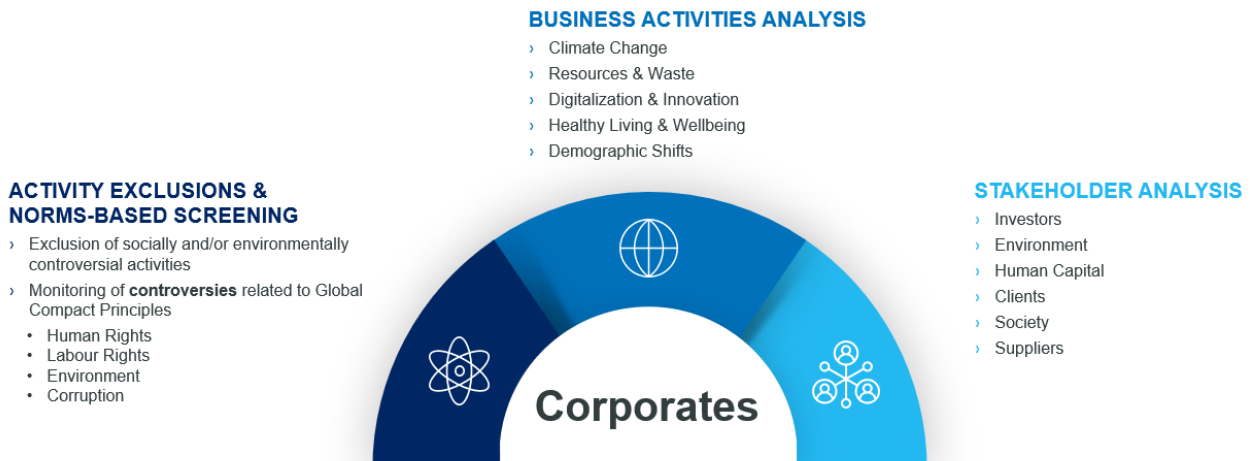 BUSINESS ACTIVITIES ANALYSIS
› Climate Change
› Resources & Waste
› Digitalization & Innovation
› Healthy Living & Wellbeing
› Demographic Shifts
ACTIVITY EXCLUSIONS &
NORMS-BASED SCREENING
› Exclusion of socially and/or environmentally
controversial activities
› Monitoring of controversies related to Global
Compact Principles
• Human Rights
• Labour Rights
• Environment
• Corruption
STAKEHOLDER ANALYSIS
› Investors
› Environment
› Human Capital
› Clients
› Society
› Suppliers
Corporates